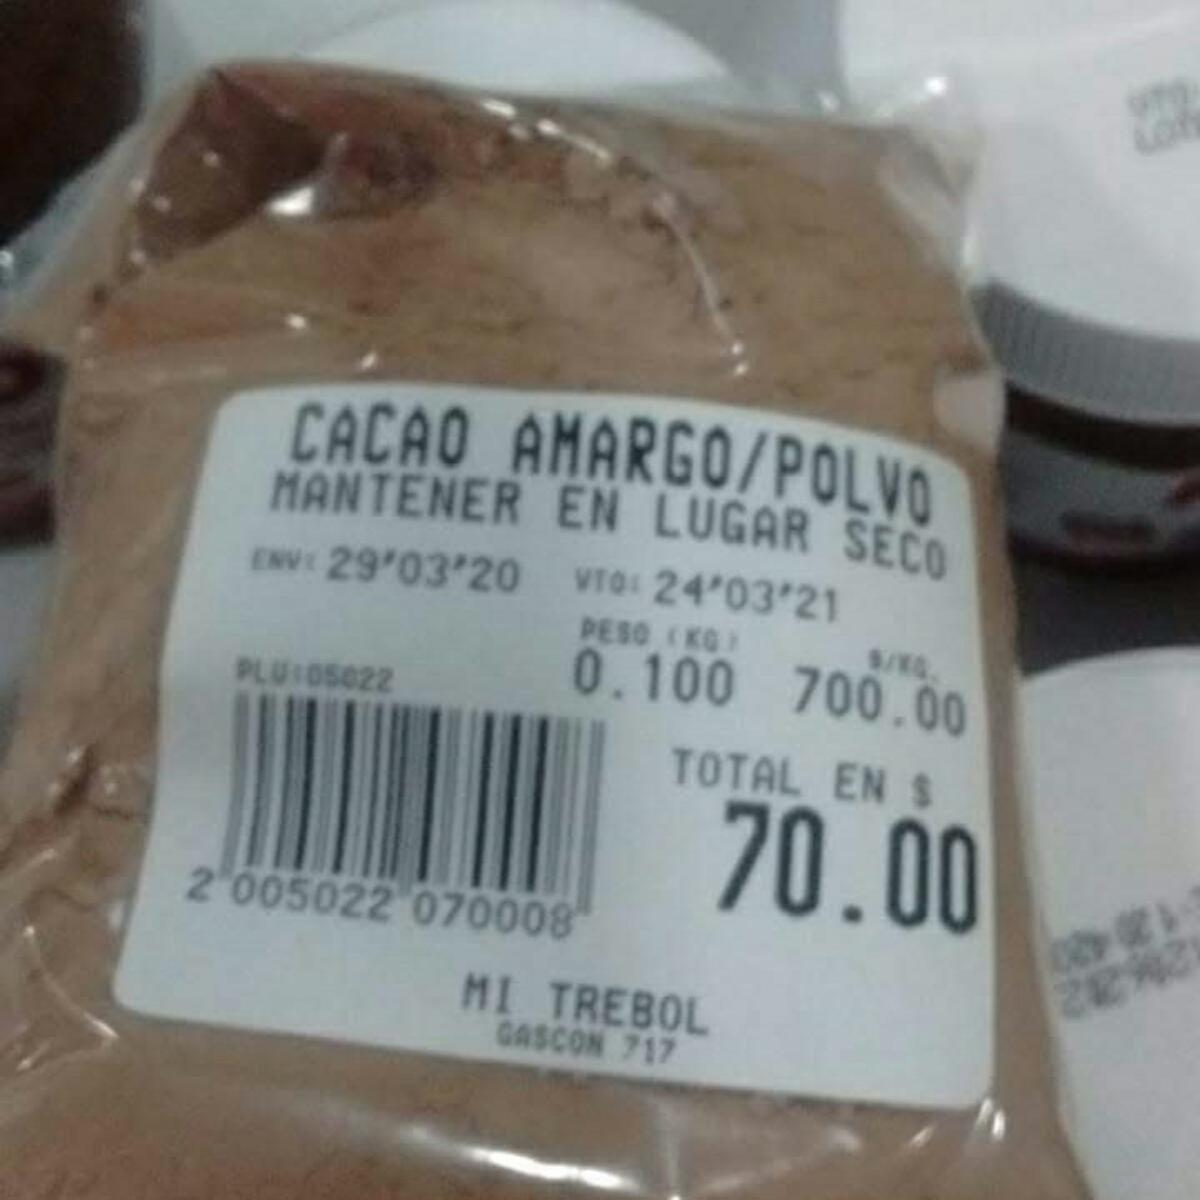 CACAO AMARGO/POLVO
MANTENER EN LUGAR SECO
ENV: 29'03'20 VTO: 24'03'21
PESO (KG) $/KG.
PLU:05022 0.100 700.00
TOTAL EN $
70.00
2 005022 070008
MI TREBOL
GASCON 717